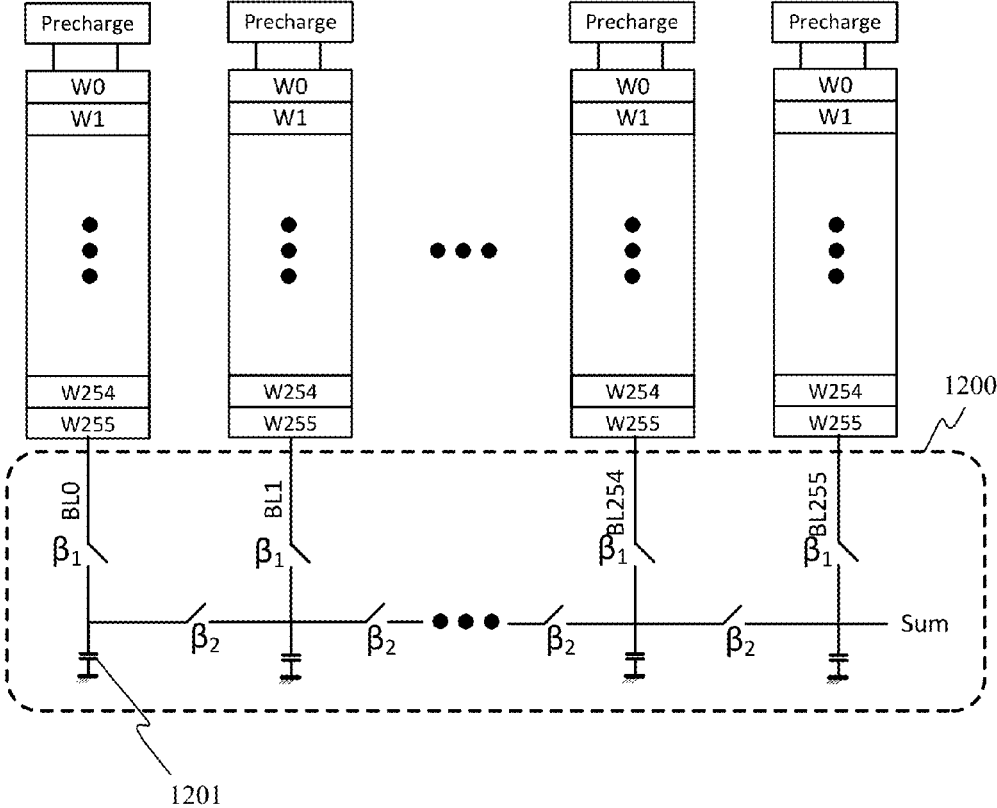 Precharge Precharge Precharge Precharge
W0 W0 W0 W0
W1 W1 W1 W1
W254 W254 W254 W254
W255 W255 W255 W255
1200
BL0 BL1 BL254 BL255
β1 β1 β1 β1
β2 β2 β2 β2 Sum
1201